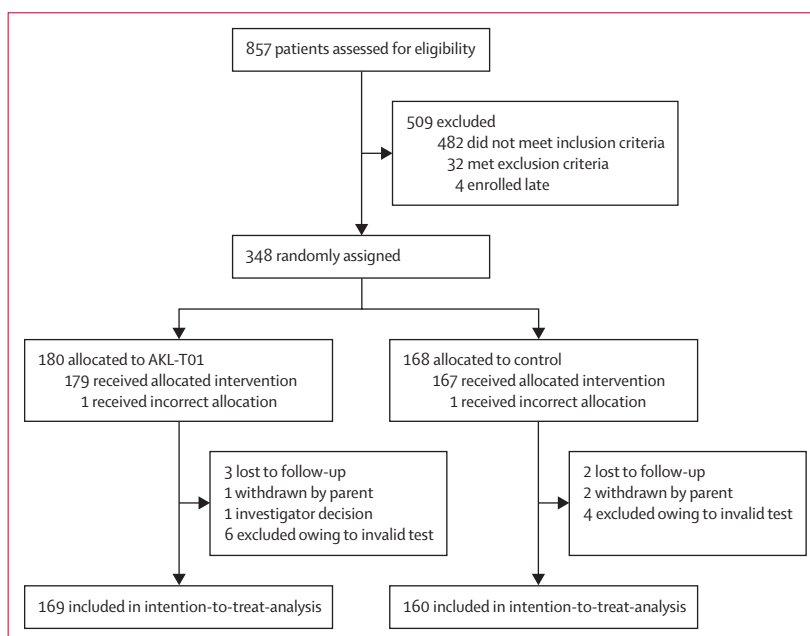 857 patients assessed for eligibility
509 excluded
482 did not meet inclusion criteria
32 met exclusion criteria
4 enrolled late
348 randomly assigned
180 allocated to AKL-T01
179 received allocated intervention
1 received incorrect allocation
168 allocated to control
167 received allocated intervention
1 received incorrect allocation
3 lost to follow-up
1 withdrawn by parent
1 investigator decision
6 excluded owing to invalid test
2 lost to follow-up
2 withdrawn by parent
4 excluded owing to invalid test
169 included in intention-to-treat-analysis
160 included in intention-to-treat-analysis